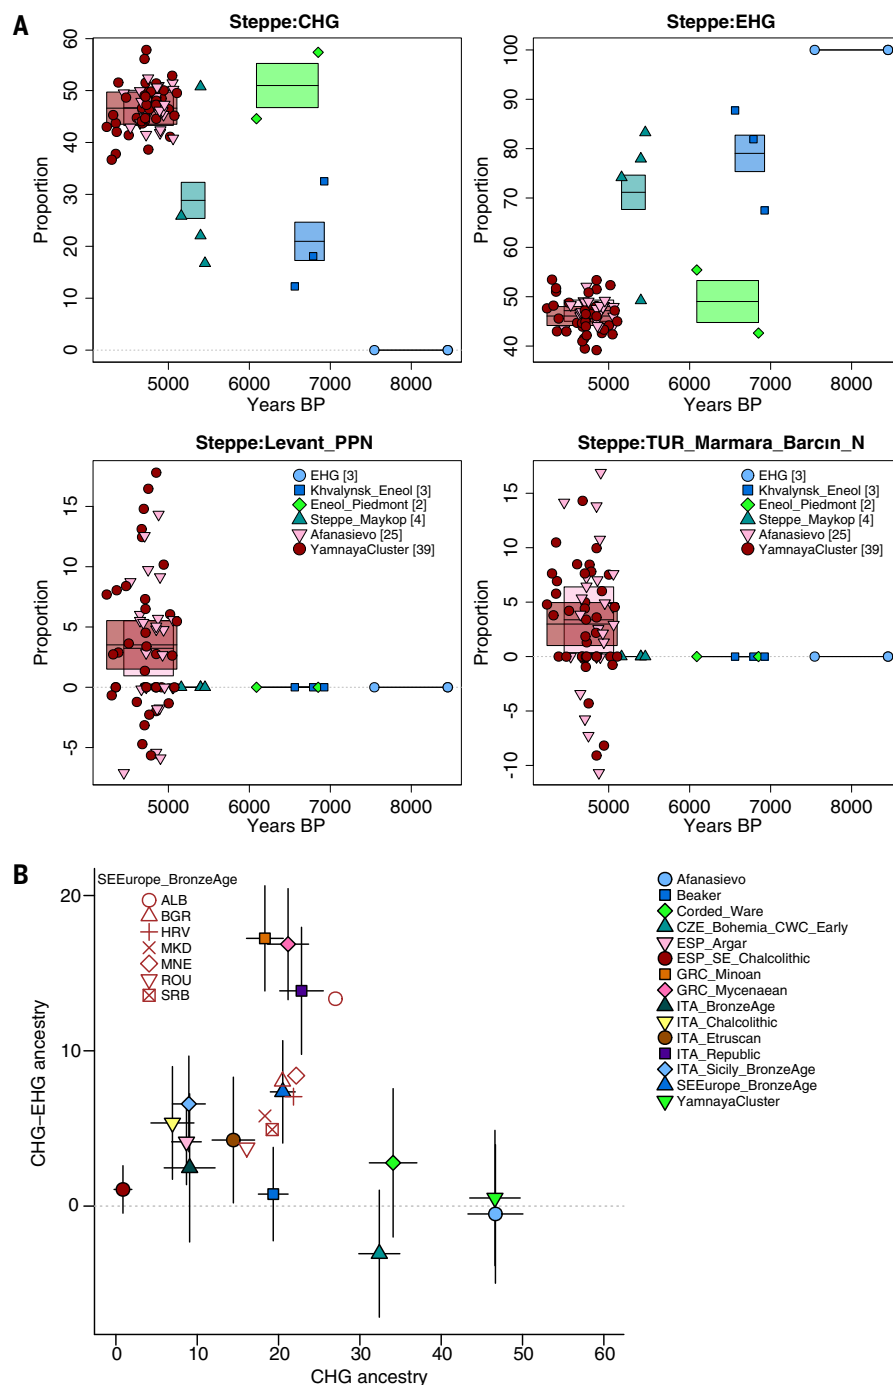 A
Steppe:CHG
Proportion
60
50
40
30
20
10
0
5000 6000 7000 8000
Years BP
Steppe:EHG
Proportion
100
90
80
70
60
50
40
5000 6000 7000 8000
Years BP
Steppe:Levant_PPN
Proportion
15
10
5
0
-5
EHG [3]
Khvalynsk_Eneol [3]
Eneol_Piedmont [2]
Steppe_Maykop [4]
Afanasievo [25]
YamnayaCluster [39]
5000 6000 7000 8000
Years BP
Steppe:TUR_Marmara_Barcın_N
Proportion
15
10
5
0
-5
-10
EHG [3]
Khvalynsk_Eneol [3]
Eneol_Piedmont [2]
Steppe_Maykop [4]
Afanasievo [25]
YamnayaCluster [39]
5000 6000 7000 8000
Years BP
B
CHG–EHG ancestry
20
10
0
SEEurope_BronzeAge
ALB
BGR
HRV
MKD
MNE
ROU
SRB
0 10 20 30 40 50 60
CHG ancestry
Afanasievo
Beaker
Corded_Ware
CZE_Bohemia_CWC_Early
ESP_Argar
ESP_SE_Chalcolithic
GRC_Minoan
GRC_Mycenaean
ITA_BronzeAge
ITA_Chalcolithic
ITA_Etruscan
ITA_Republic
ITA_Sicily_BronzeAge
SEEurope_BronzeAge
YamnayaCluster